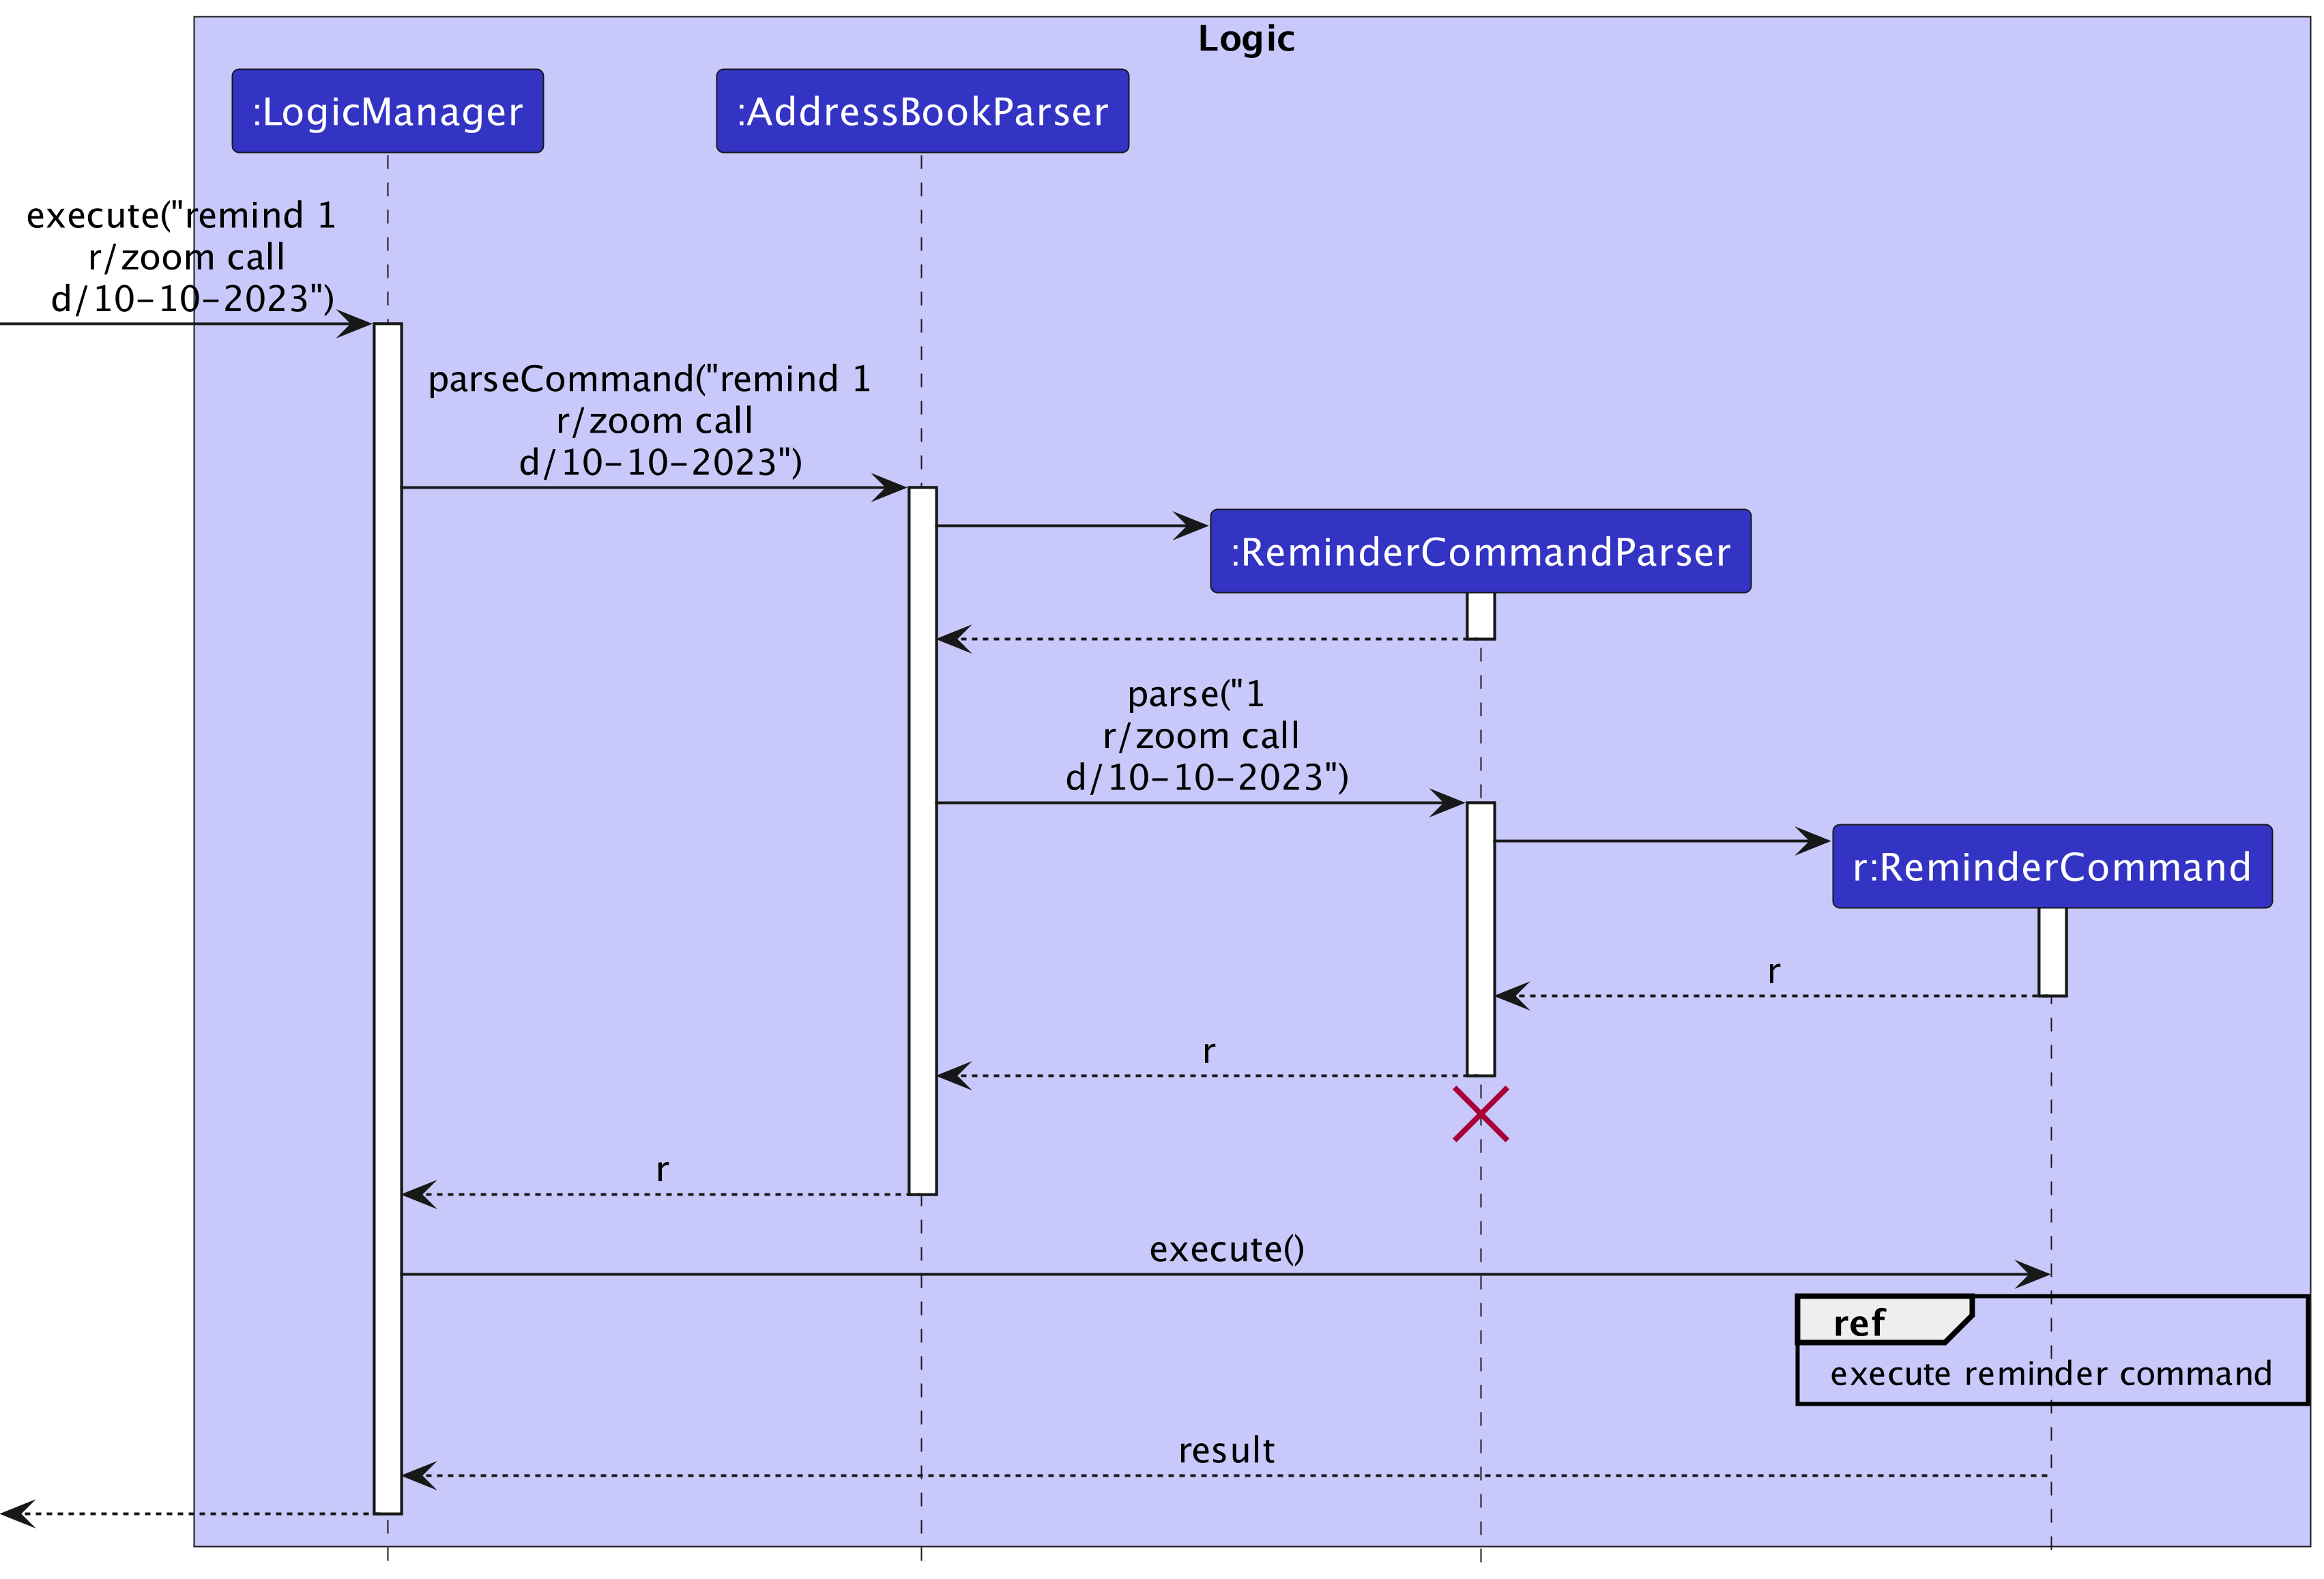 Logic
:LogicManager
:AddressBookParser
execute("remind 1
r/zoom call
d/10-10-2023")
parseCommand("remind 1
r/zoom call
d/10-10-2023")
:ReminderCommandParser
parse("1
r/zoom call
d/10-10-2023")
r:ReminderCommand
r
r
r
execute()
ref
execute reminder command
result